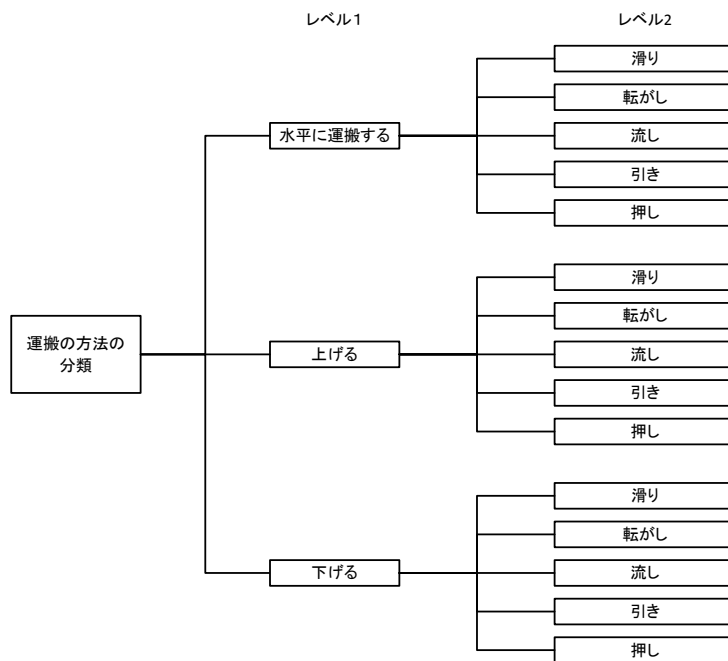 レベル1
レベル2
運搬の方法の
分類
水平に運搬する
滑り
転がし
流し
引き
押し
上げる
滑り
転がし
流し
引き
押し
下げる
滑り
転がし
流し
引き
押し